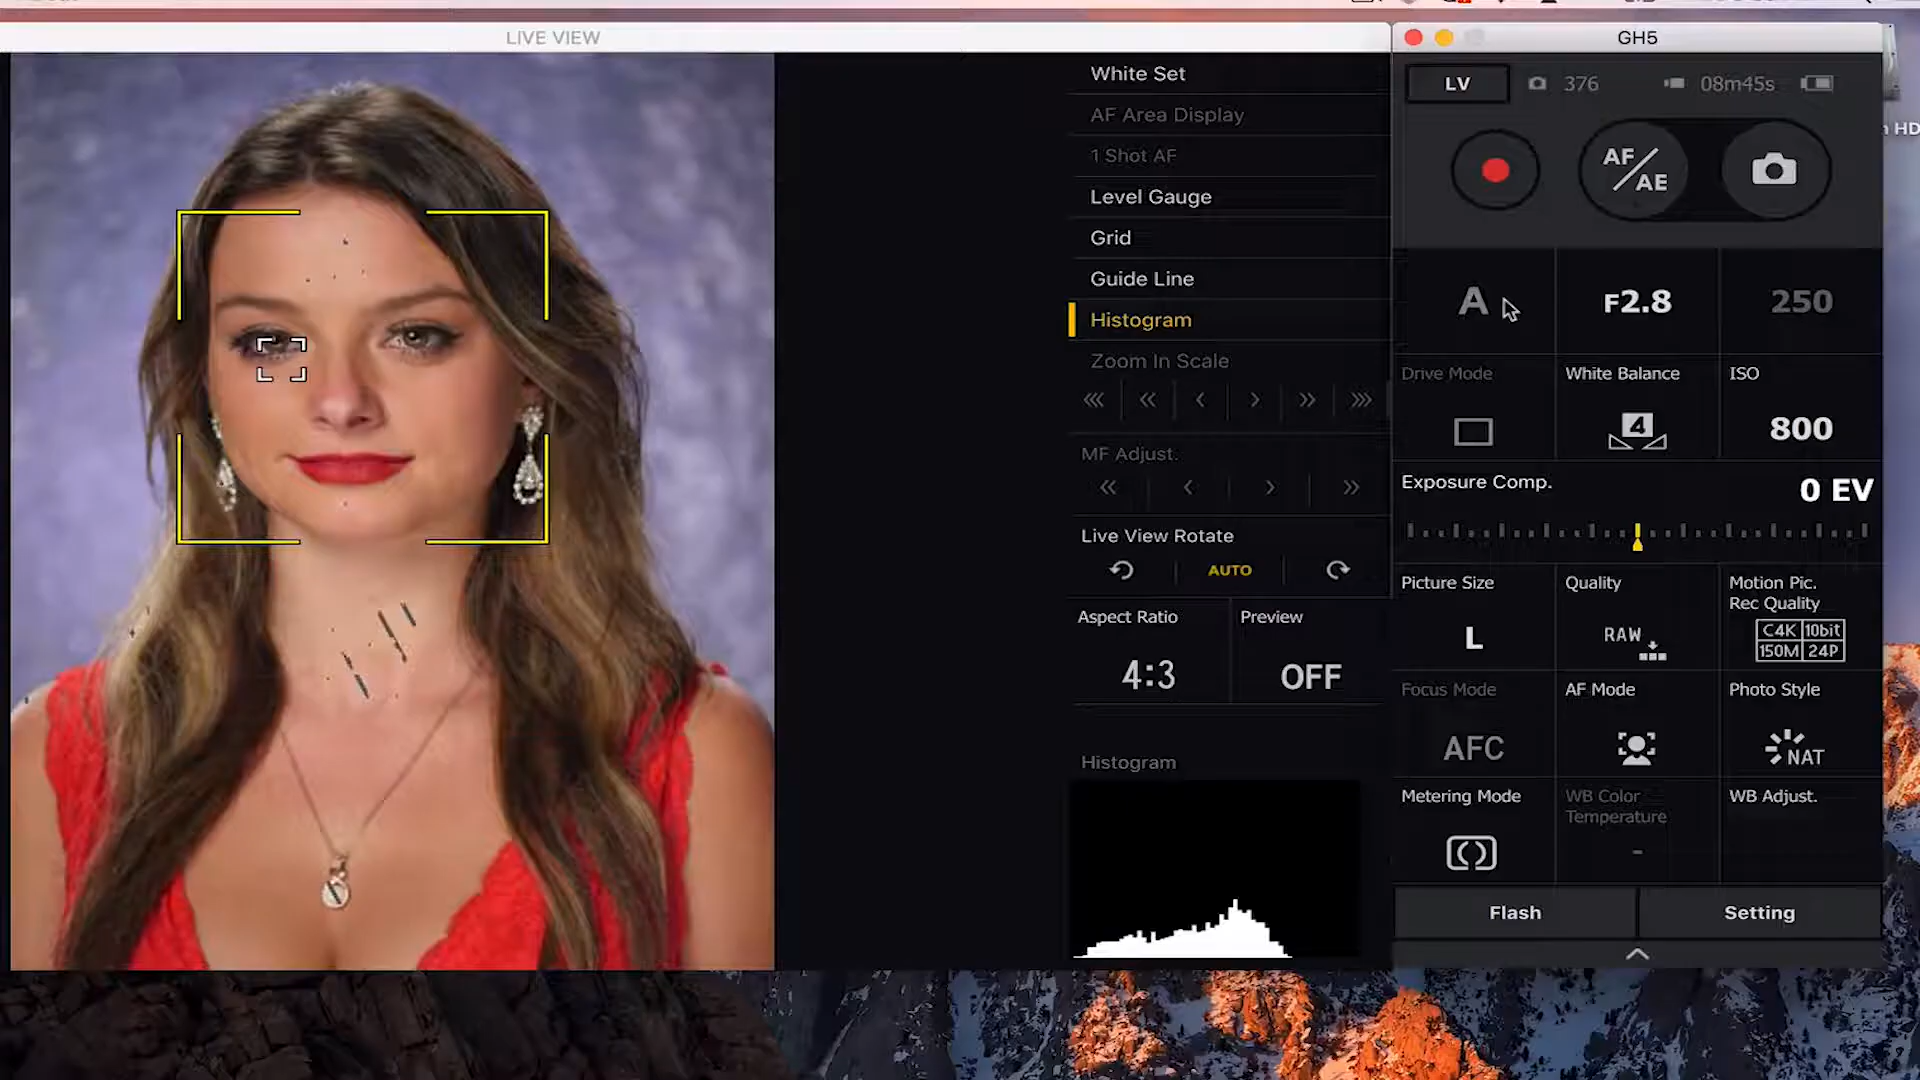 LIVE VIEW
White Set
AF Area Display
1 Shot AF
Level Gauge
Grid
Guide Line
Histogram
Zoom In Scale
MF Adjust.
Live View Rotate
AUTO
Aspect Ratio Preview
4:3 OFF
Histogram
GH5
LV 376 08m45s
AF/AE
A F2.8 250
Drive Mode White Balance ISO
4 800
Exposure Comp.
0 EV
Picture Size Quality Motion Pic.
Rec Quality
L RAW C4K 10bit
150M 24P
Focus Mode AF Mode Photo Style
AFC NAT
Metering Mode WB Color WB Adjust.
Temperature
-
Flash Setting
HD